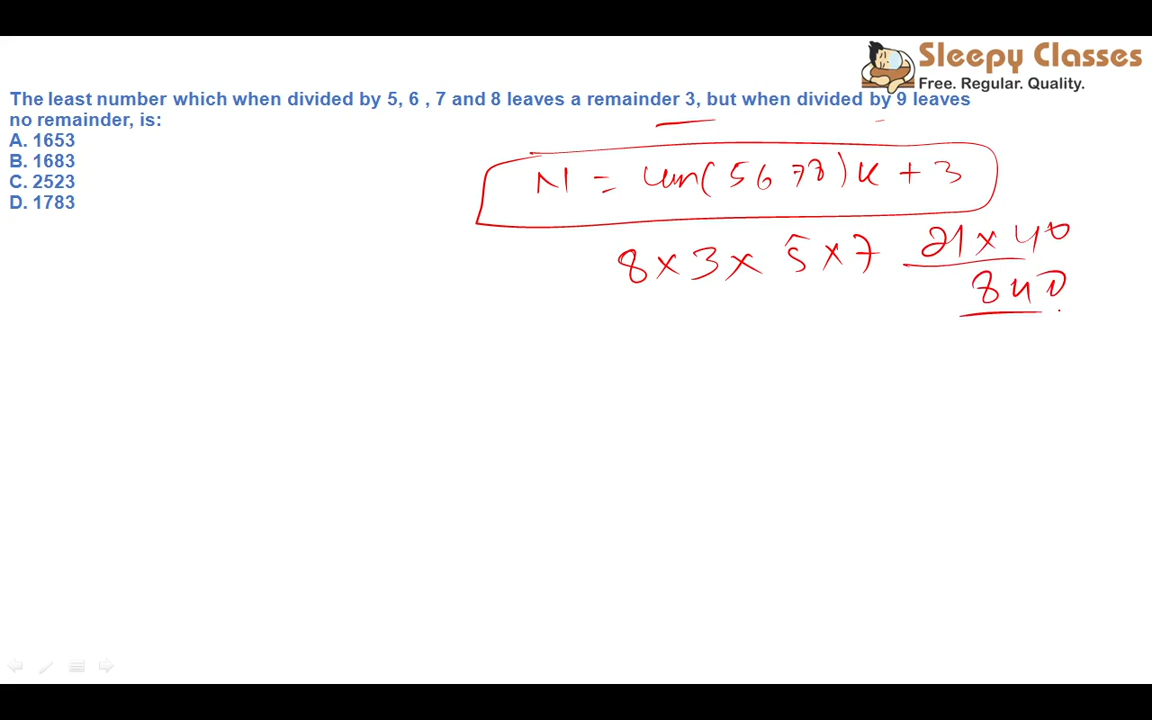 Sleepy Classes
Free. Regular. Quality.
The least number which when divided by 5, 6 , 7 and 8 leaves a remainder 3, but when divided by 9 leaves
no remainder, is:
A. 1653
B. 1683
C. 2523
D. 1783
N = Lcm( 5 6 7 8 ) K + 3
8 x 3 x 5 x 7
21 x 40
840